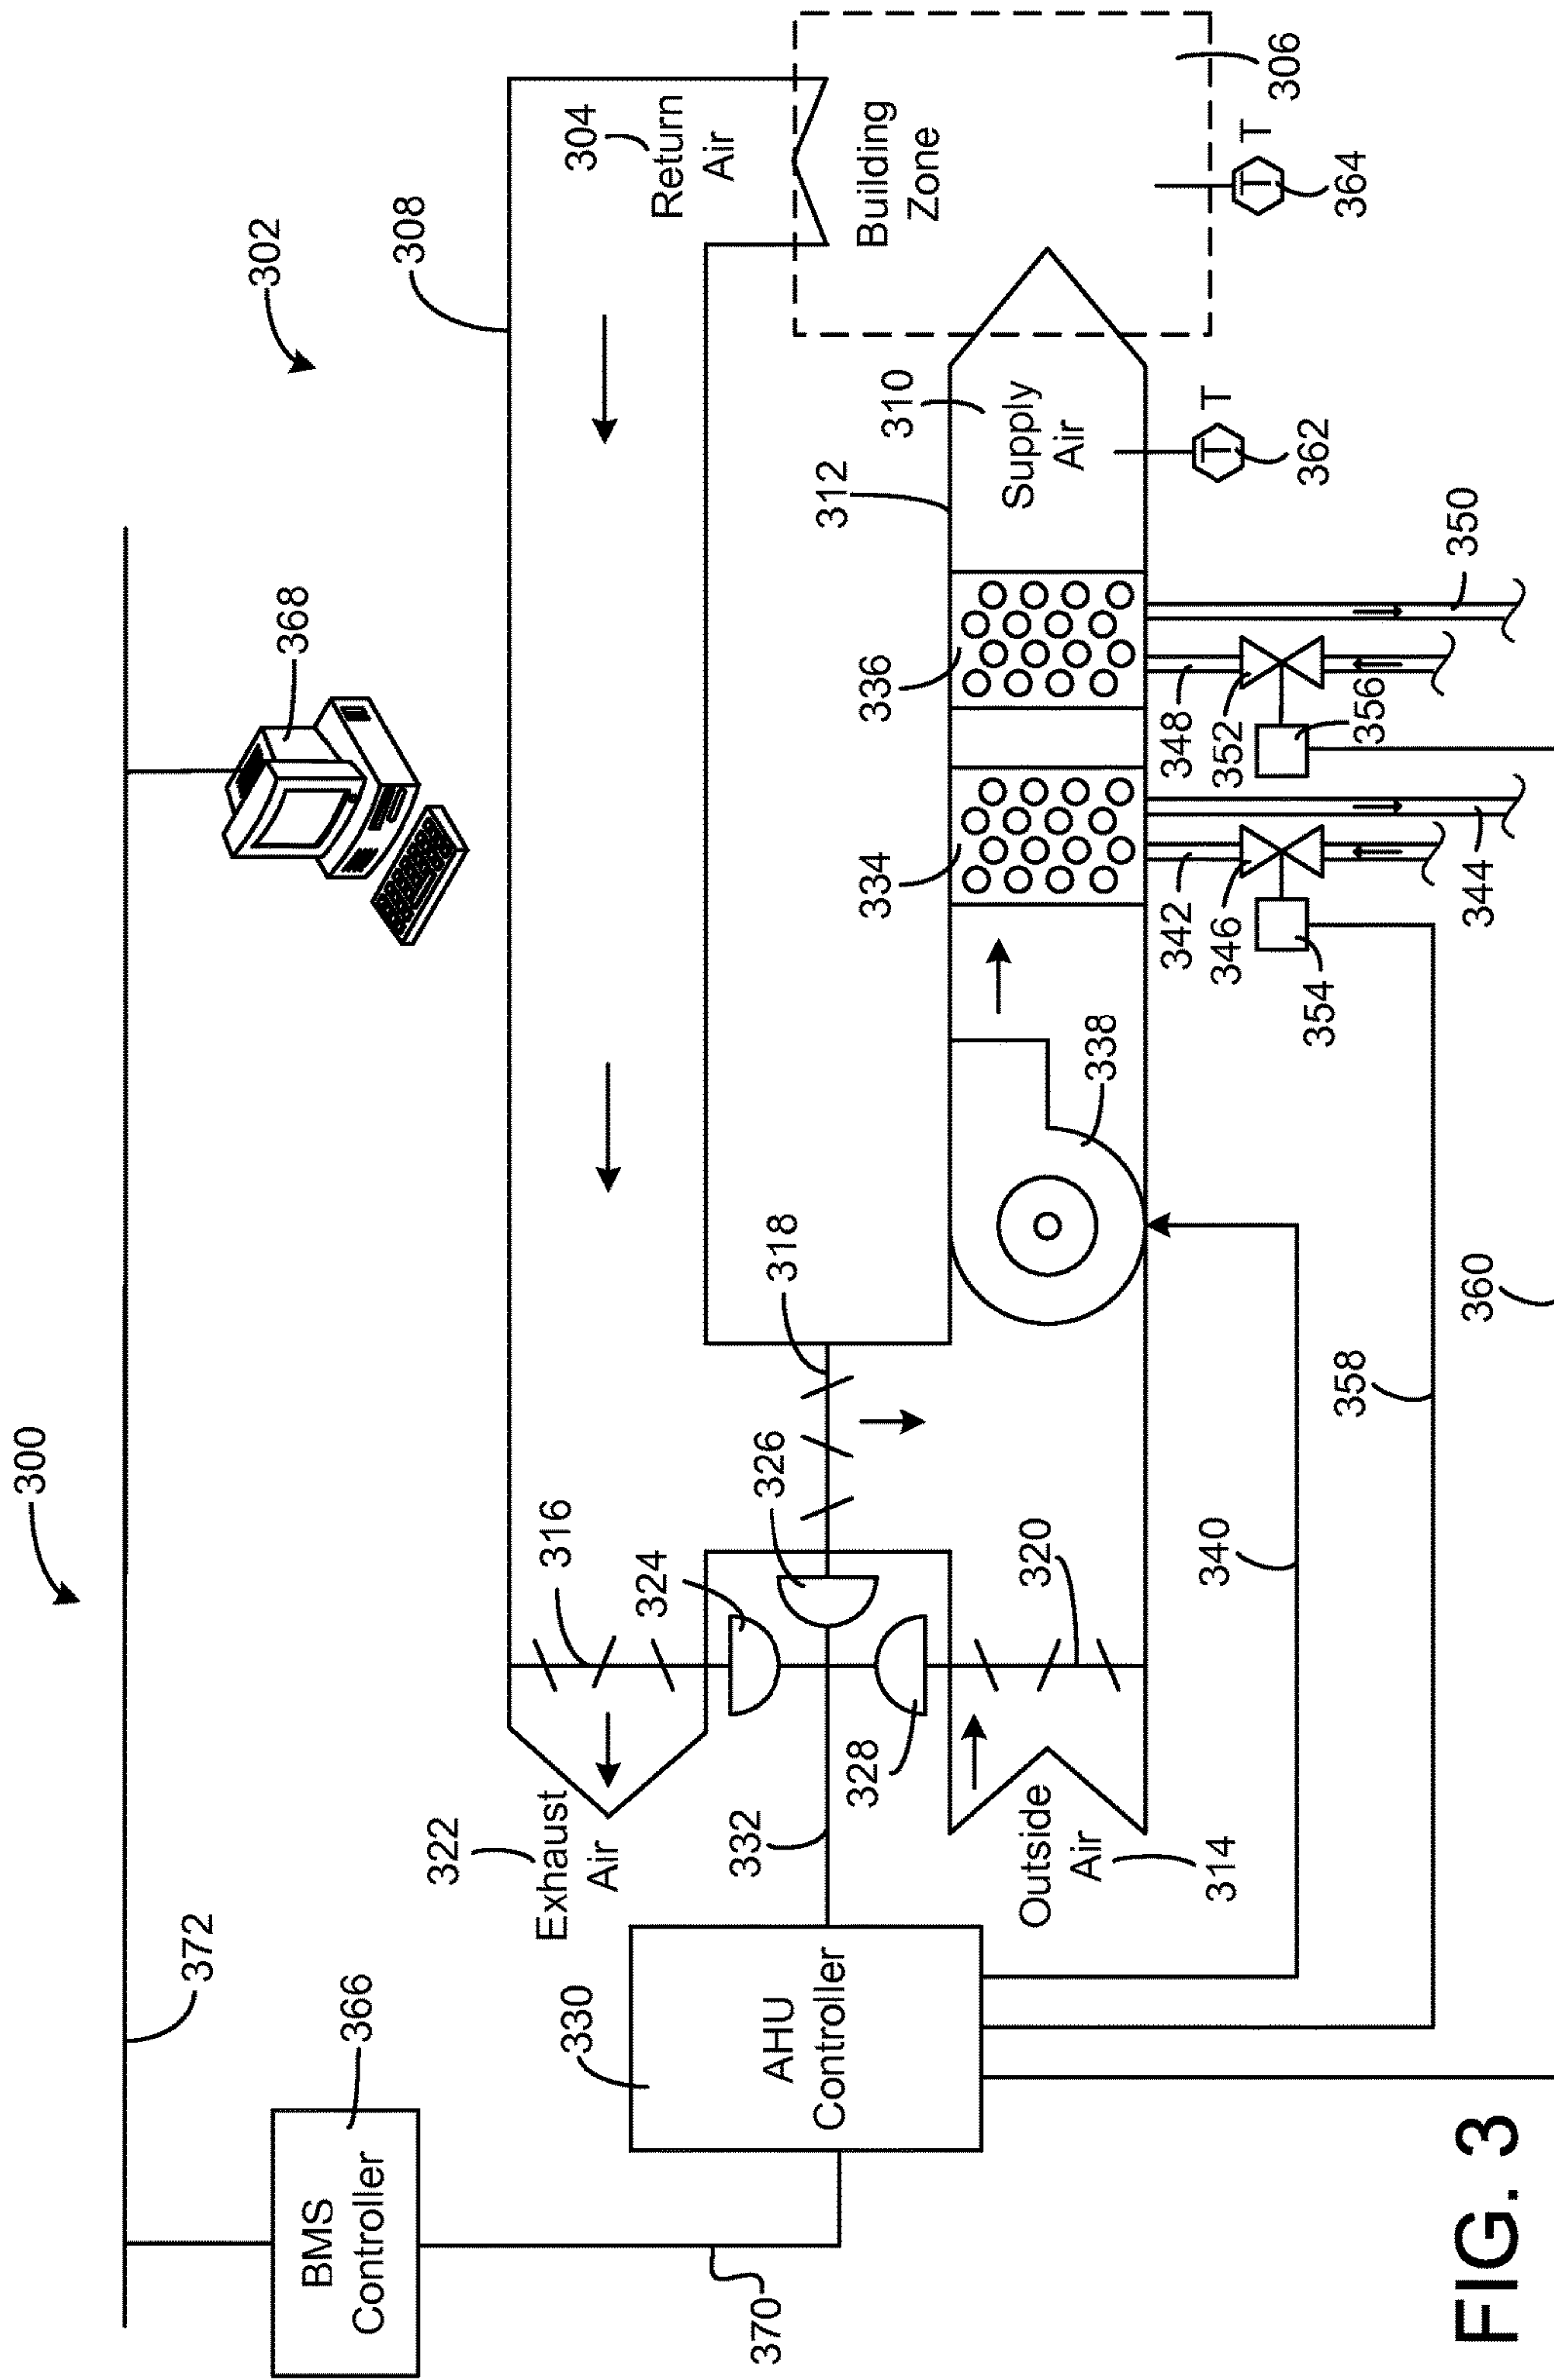 300
302
372
368
366
BMS
Controller
370
330
AHU
Controller
332
322
Exhaust
Air
316
324
326
318
328
320
Outside
Air
314
308
304
Return
Air
Building
Zone
306
312
310
Supply
Air
334
336
338
340
342
346
354
344
348
352
356
350
T
T
362
T
T
364
358
360
FIG. 3